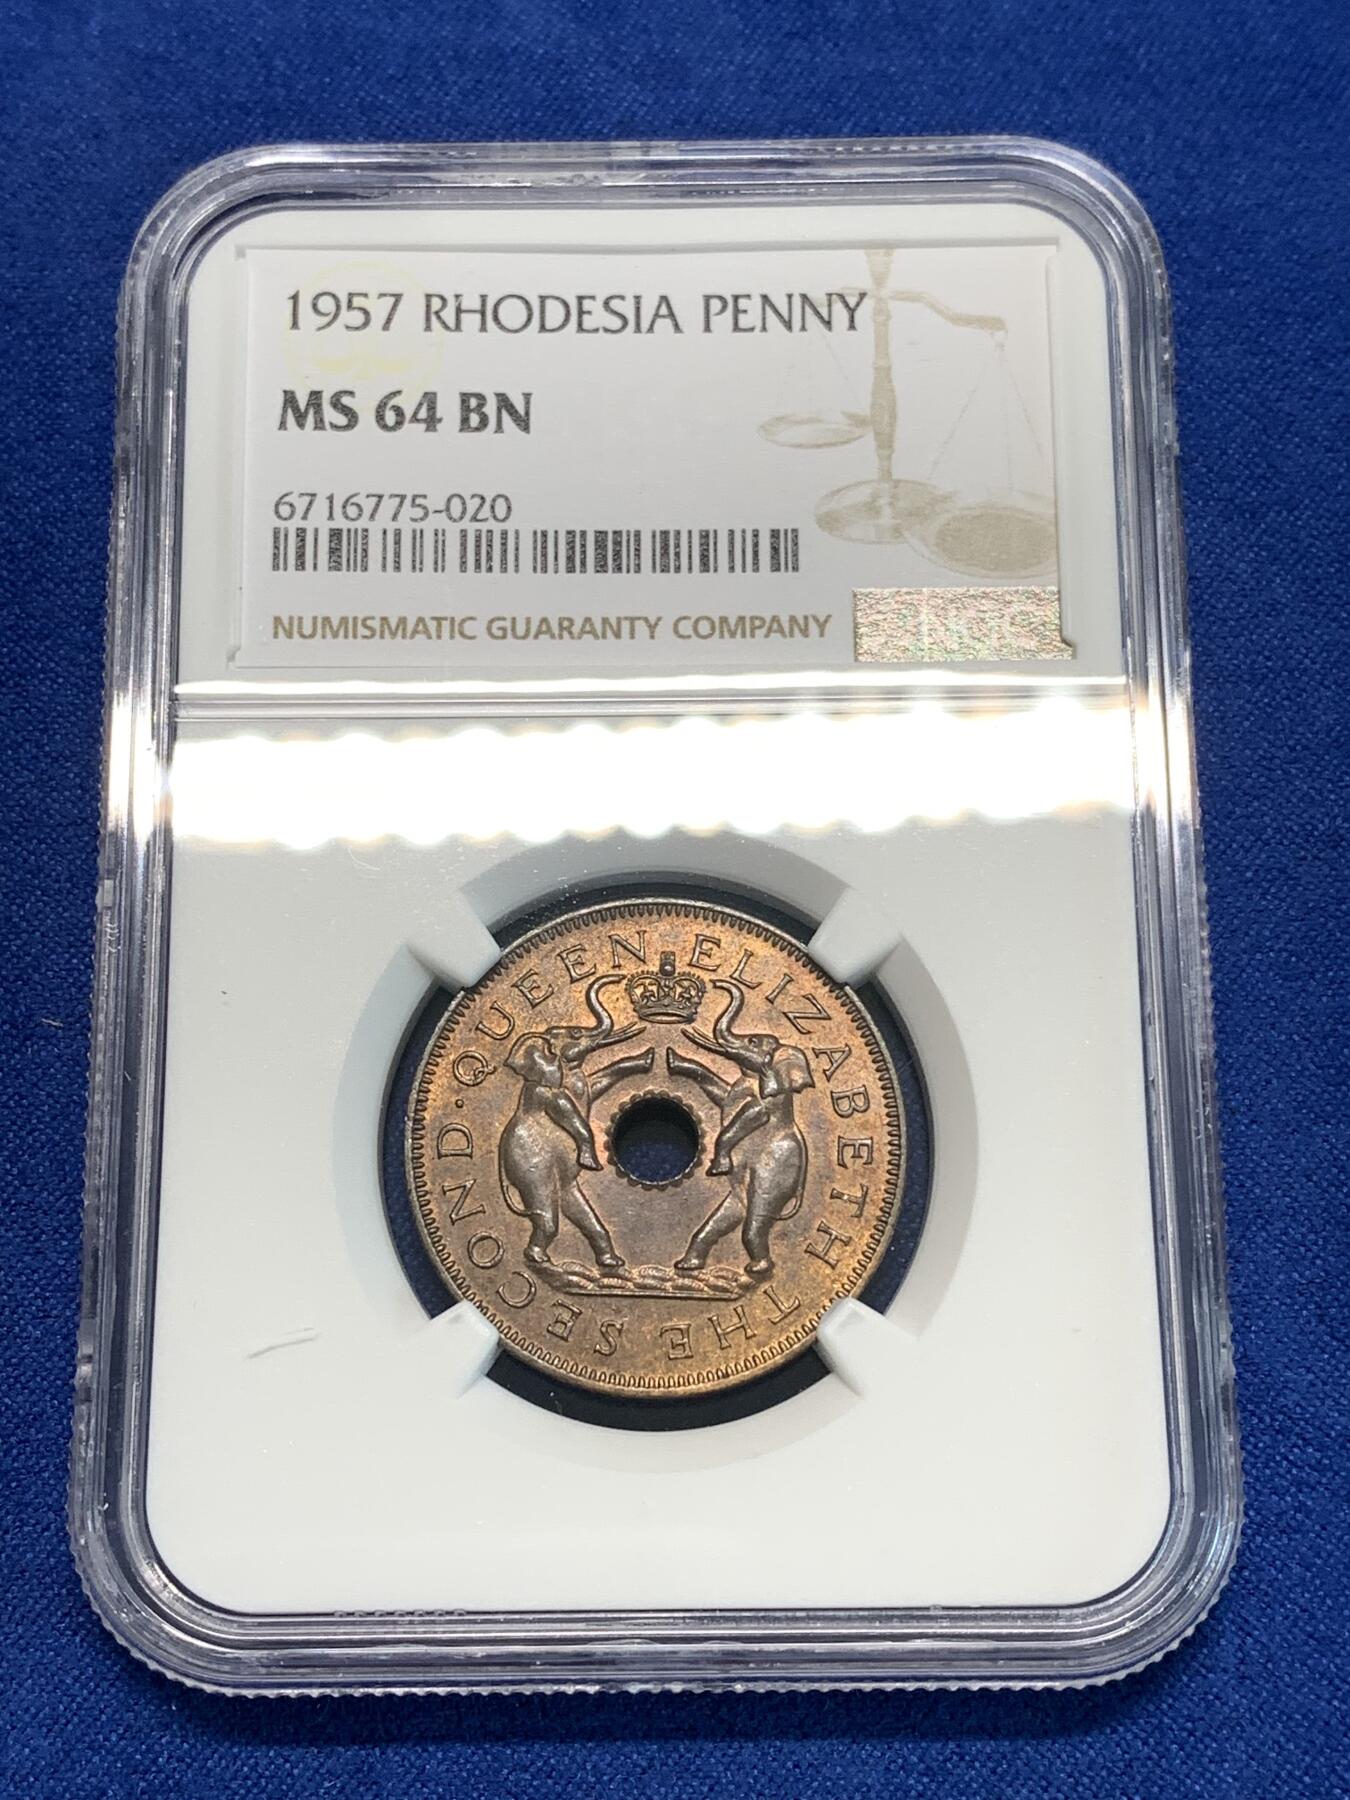 1957 RHODESIA PENNY
MS 64 BN
6716775-020
NUMISMATIC GUARANTY COMPANY
QUEEN ELIZABETH THE SECOND ·